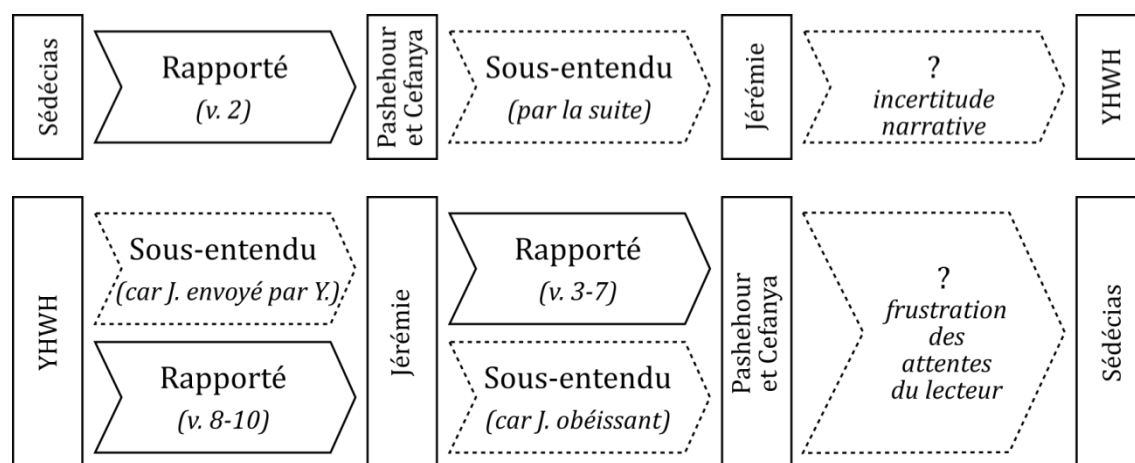 Sédécias
Rapporté
(v. 2)
Pashehour
et Cefanya
Sous-entendu
(par la suite)
Jérémie
?
incertitude
narrative
YHWH
YHWH
Sous-entendu
(car J. envoyé par Y.)
Rapporté
(v. 8-10)
Jérémie
Rapporté
(v. 3-7)
Sous-entendu
(car J. obéissant)
Pashehour
et Cefanya
?
frustration
des
attentes
du lecteur
Sédécias